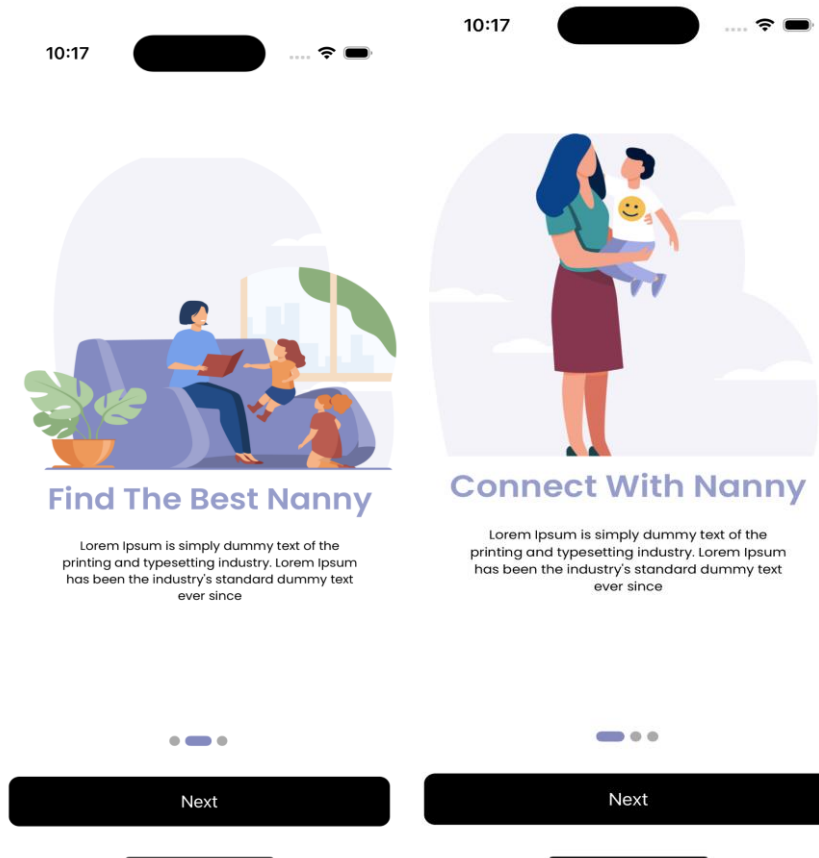 10:17
Find The Best Nanny
Lorem Ipsum is simply dummy text of the
printing and typesetting industry. Lorem Ipsum
has been the industry's standard dummy text
ever since
Next
10:17
Connect With Nanny
Lorem Ipsum is simply dummy text of the
printing and typesetting industry. Lorem Ipsum
has been the industry's standard dummy text
ever since
Next